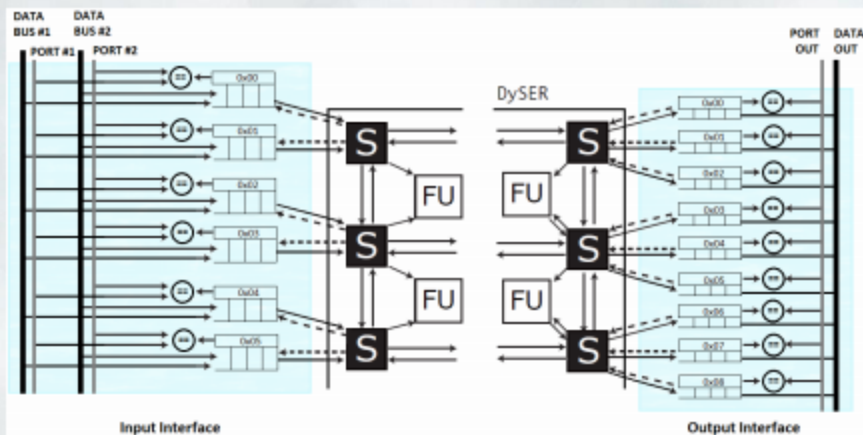 DATA
BUS #1
DATA
BUS #2
PORT #1
PORT #2
PORT
OUT
DATA
OUT
DySER
==
0x00
==
0x01
==
0x02
==
0x03
==
0x04
==
0x05
S
S
S
FU
FU
S
S
S
FU
FU
0x00
==
0x01
==
0x02
==
0x03
==
0x04
==
0x05
==
0x06
==
0x07
==
0x08
==
Input Interface
Output Interface